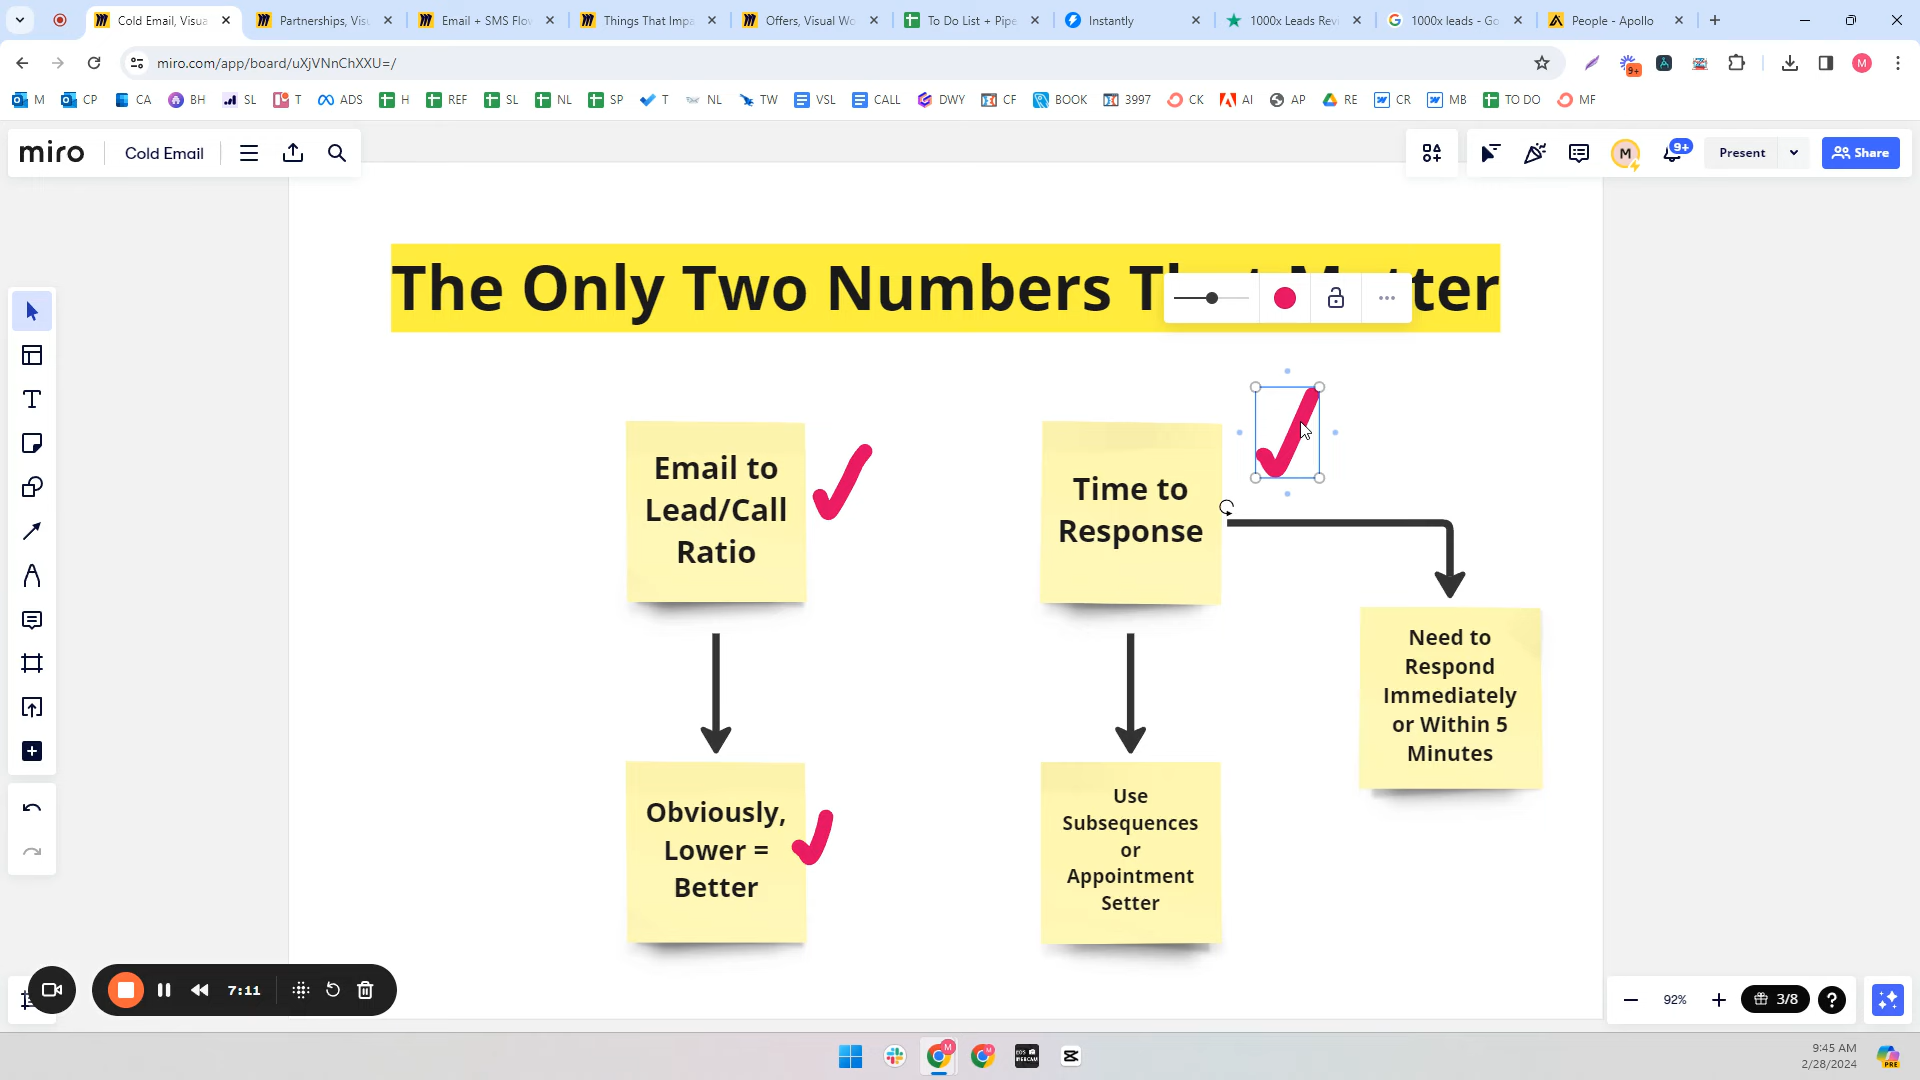 Cold Email, Visua
Partnerships, Visu
Email + SMS Flow
Things That Impa
Offers, Visual Wo
To Do List + Pipe
Instantly
1000x Leads Revi
1000x leads - Go
People - Apollo
miro.com/app/board/uXjVNnChXXU=/
9+
M
M
CP
CA
BH
SL
T
ADS
H
REF
SL
NL
SP
T
NL
TW
VSL
CALL
DWY
CF
BOOK
3997
CK
AI
AP
RE
CR
MB
TO DO
MF
miro
Cold Email
M
9+
Present
Share
The Only Two Numbers That Matter
Email to
Lead/Call
Ratio
Time to
Response
Need to
Respond
Immediately
or Within 5
Minutes
Obviously,
Lower =
Better
Use
Subsequences
or
Appointment
Setter
7:11
92%
3/8
9:45 AM
2/28/2024